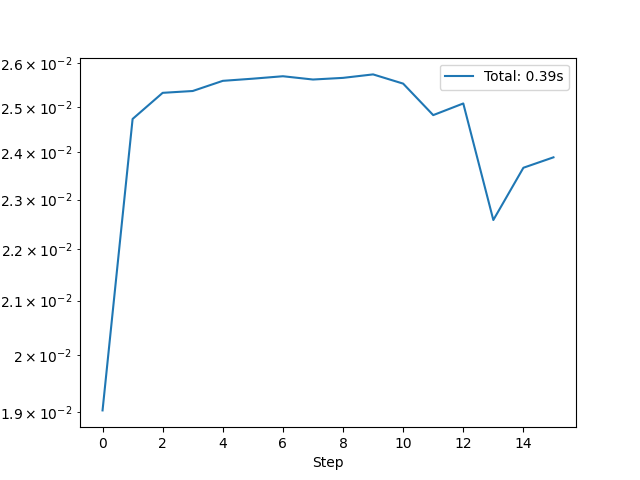 Total: 0.39s
2.6 × 10⁻²
2.5 × 10⁻²
2.4 × 10⁻²
2.3 × 10⁻²
2.2 × 10⁻²
2.1 × 10⁻²
2 × 10⁻²
1.9 × 10⁻²
0 2 4 6 8 10 12 14
Step